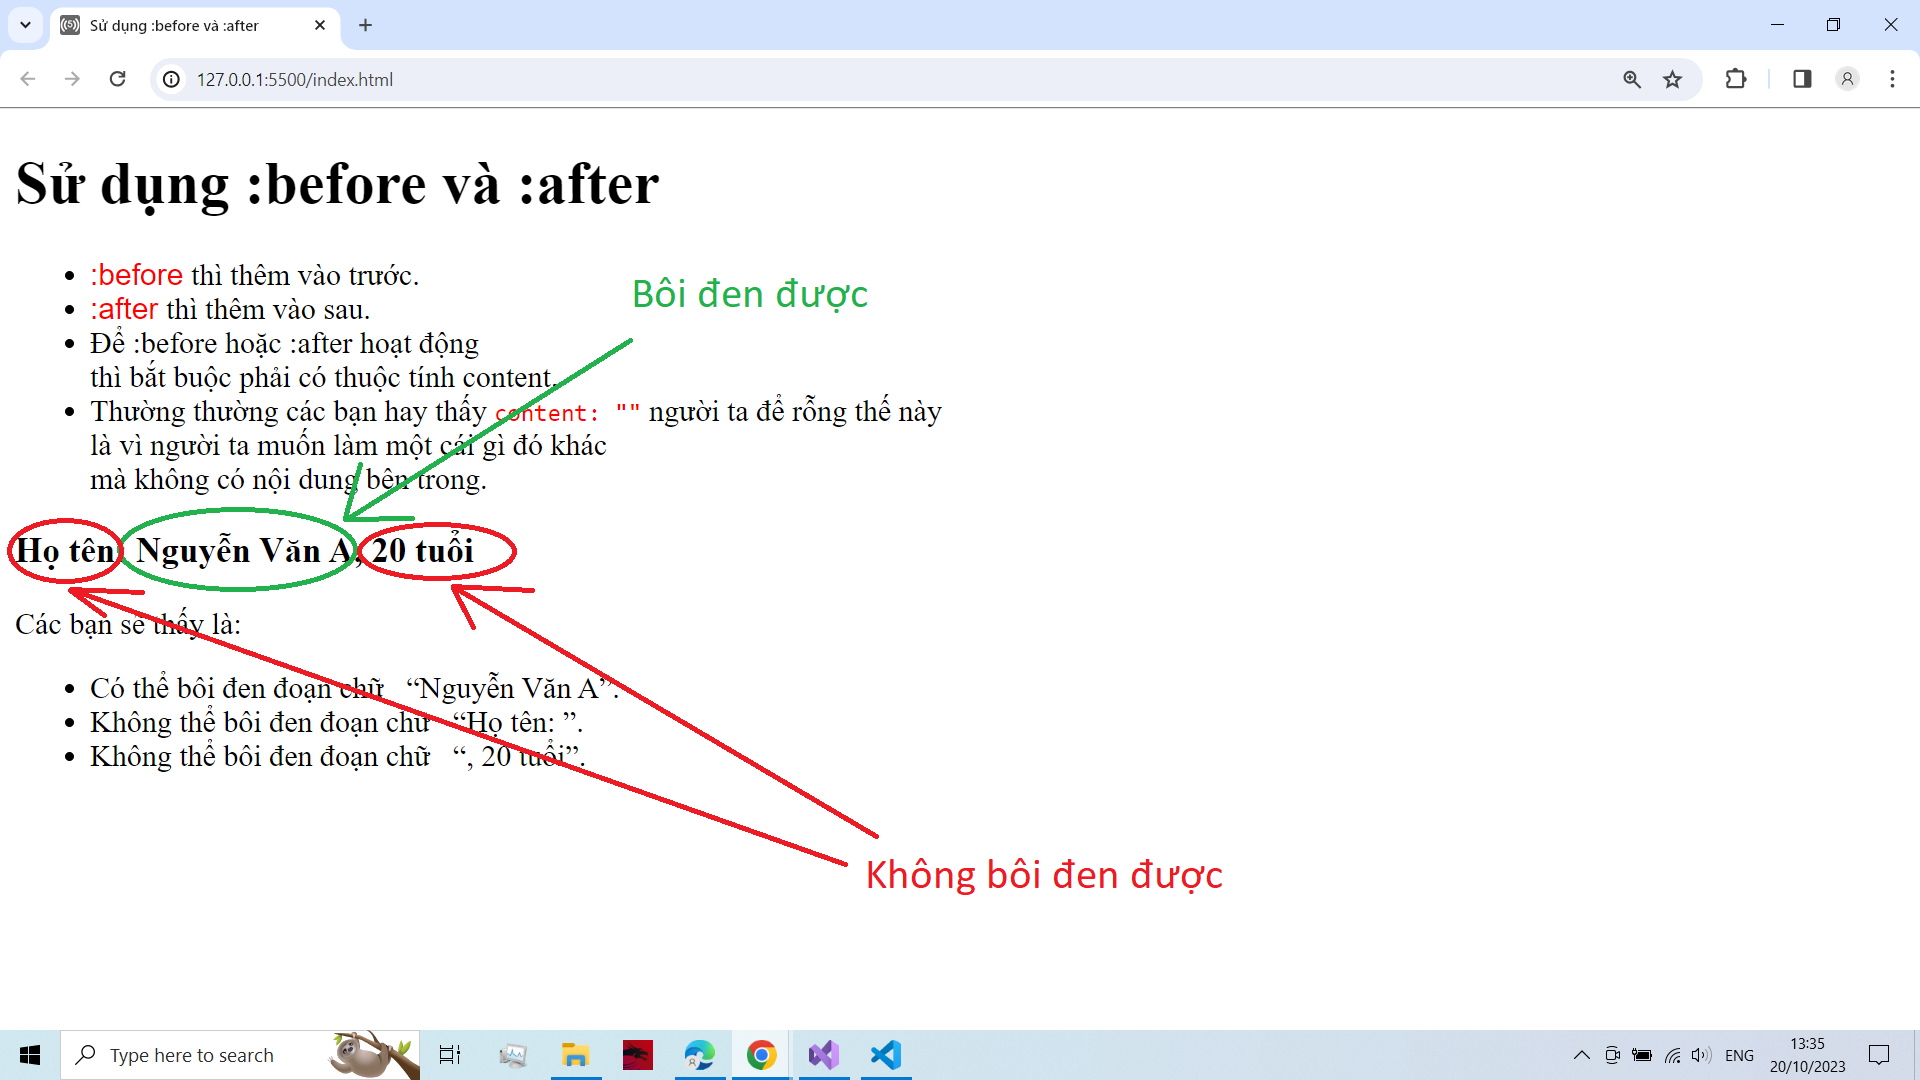 Sử dụng :before và :after
127.0.0.1:5500/index.html
Sử dụng :before và :after
:before thì thêm vào trước.
:after thì thêm vào sau.
Bôi đen được
Để :before hoặc :after hoạt động
thì bắt buộc phải có thuộc tính content.
Thường thường các bạn hay thấy content: "" người ta để rỗng thế này
là vì người ta muốn làm một cái gì đó khác
mà không có nội dung bên trong.
Họ tên: Nguyễn Văn A, 20 tuổi
Các bạn sẽ thấy là:
Có thể bôi đen đoạn chữ “Nguyễn Văn A”.
Không thể bôi đen đoạn chữ “Họ tên: ”.
Không thể bôi đen đoạn chữ “, 20 tuổi”.
Không bôi đen được
Type here to search
ENG
13:35
20/10/2023